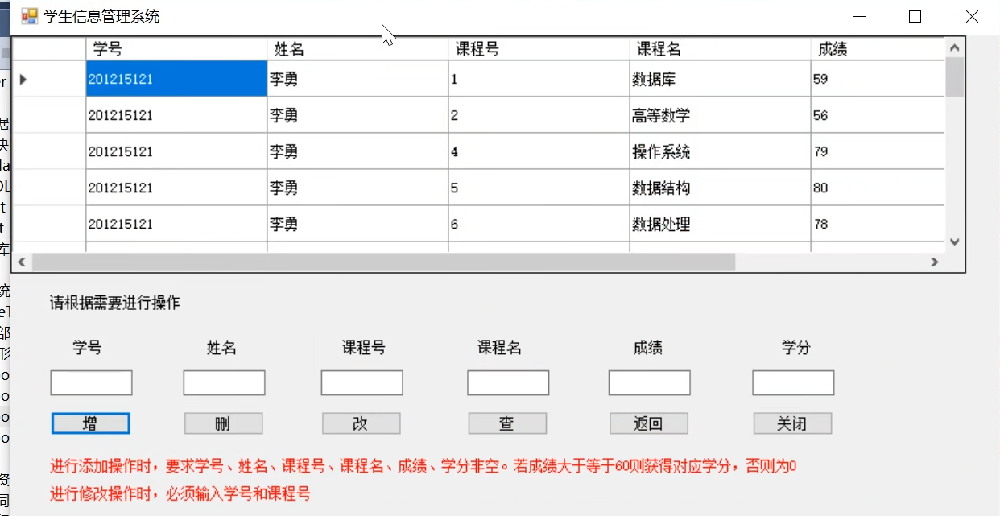 学生信息管理系统
学号 姓名 课程号 课程名 成绩
201215121 李勇 1 数据库 59
201215121 李勇 2 高等数学 56
201215121 李勇 4 操作系统 79
201215121 李勇 5 数据结构 80
201215121 李勇 6 数据处理 78
请根据需要进行操作
学号 姓名 课程号 课程名 成绩 学分
增 删 改 查 返回 关闭
进行添加操作时，要求学号、姓名、课程号、课程名、成绩、学分非空。若成绩大于等于60则获得对应学分，否则为0
进行修改操作时，必须输入学号和课程号